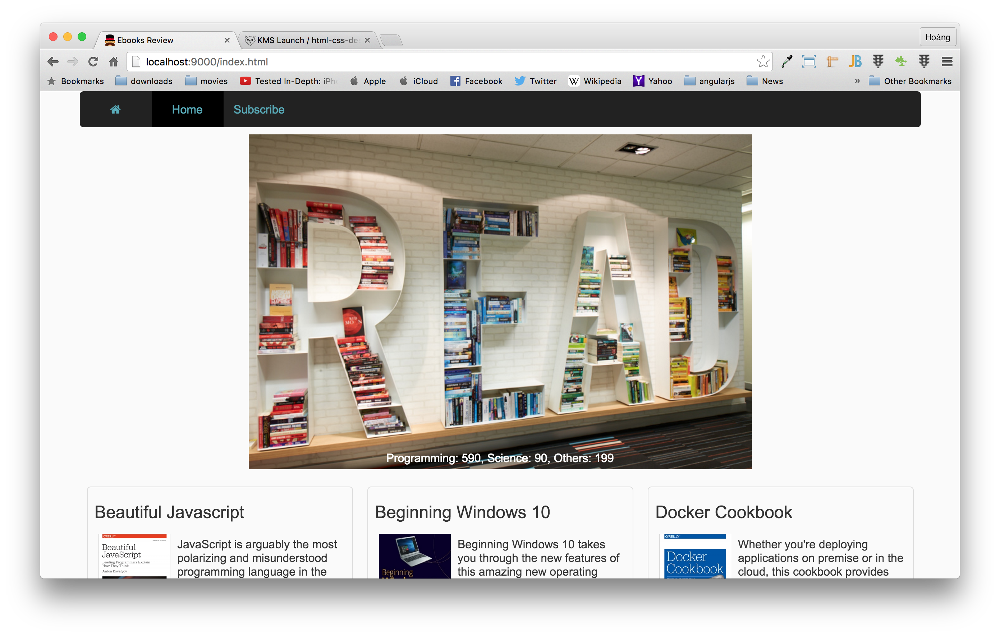 Ebooks Review
KMS Launch / html-css-de
Hoàng
localhost:9000/index.html
Bookmarks
downloads
movies
Tested In-Depth: iPh
Apple
iCloud
Facebook
Twitter
Wikipedia
Yahoo
angularjs
News
»
Other Bookmarks
Home
Subscribe
AMERICAN
DREAM
MACHINE
RED
MOON
Programming: 590, Science: 90, Others: 199
Beautiful Javascript
O'REILLY
Beautiful
JavaScript
Leading Programmers Explain
How They Think
Anton Kovalyov
JavaScript is arguably the most
polarizing and misunderstood
programming language in the
Beginning Windows 10
Beginning
Beginning Windows 10 takes
you through the new features of
this amazing new operating
Docker Cookbook
O'REILLY
Docker
Cookbook
Whether you're deploying
applications on premise or in the
cloud, this cookbook provides